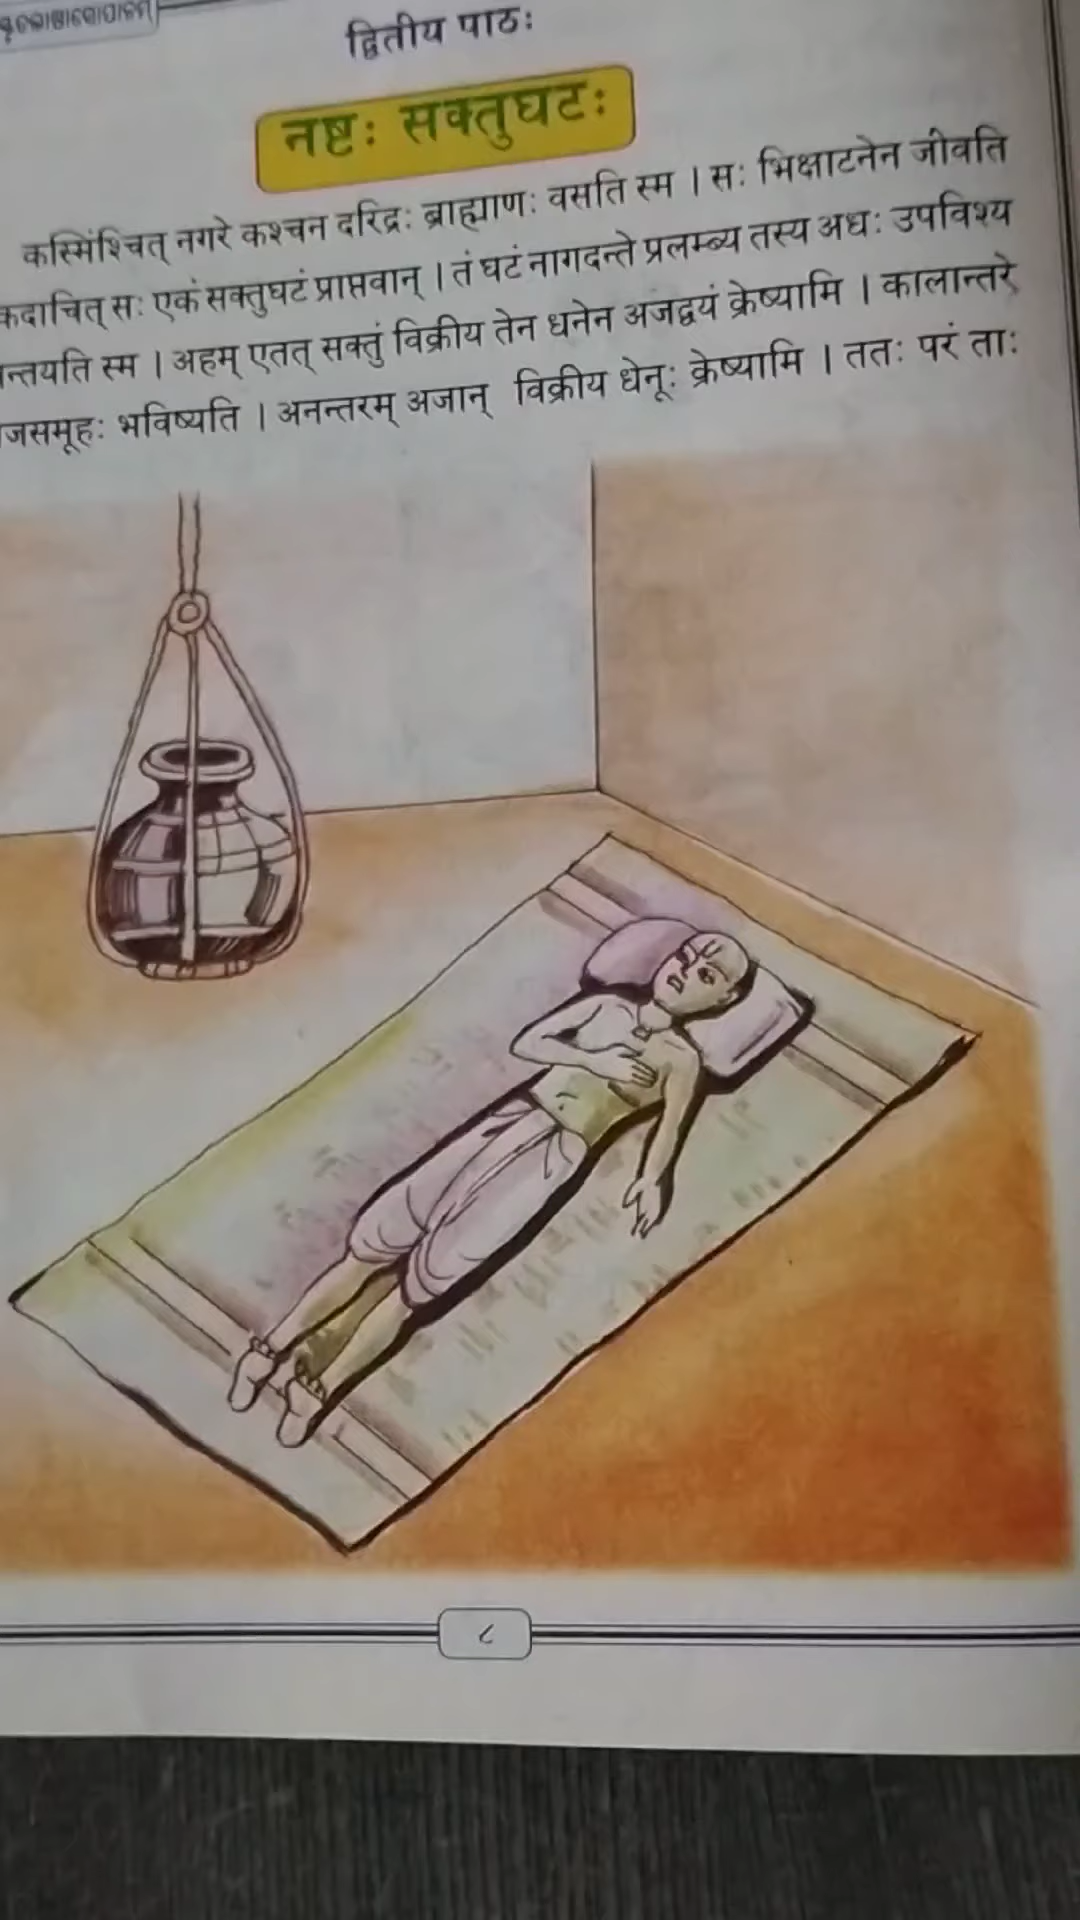 द्वितीय पाठः
नष्टः सक्तुघटः
कस्मिंश्चित् नगरे कश्चन दरिद्रः ब्राह्माणः वसति स्म । सः भिक्षाटनेन जीवति
कदाचित् सः एकं सक्तुघटं प्राप्तवान् । तं घटं नागदन्ते प्रलम्ब्य तस्य अधः उपविश्य
न्तयति स्म । अहम् एतत् सक्तुं विक्रीय तेन धनेन अजद्वयं क्रेष्यामि । कालान्तरे
जसमूहः भविष्यति । अनन्तरम् अजान् विक्रीय धेनूः क्रेष्यामि । ततः परं ताः
८